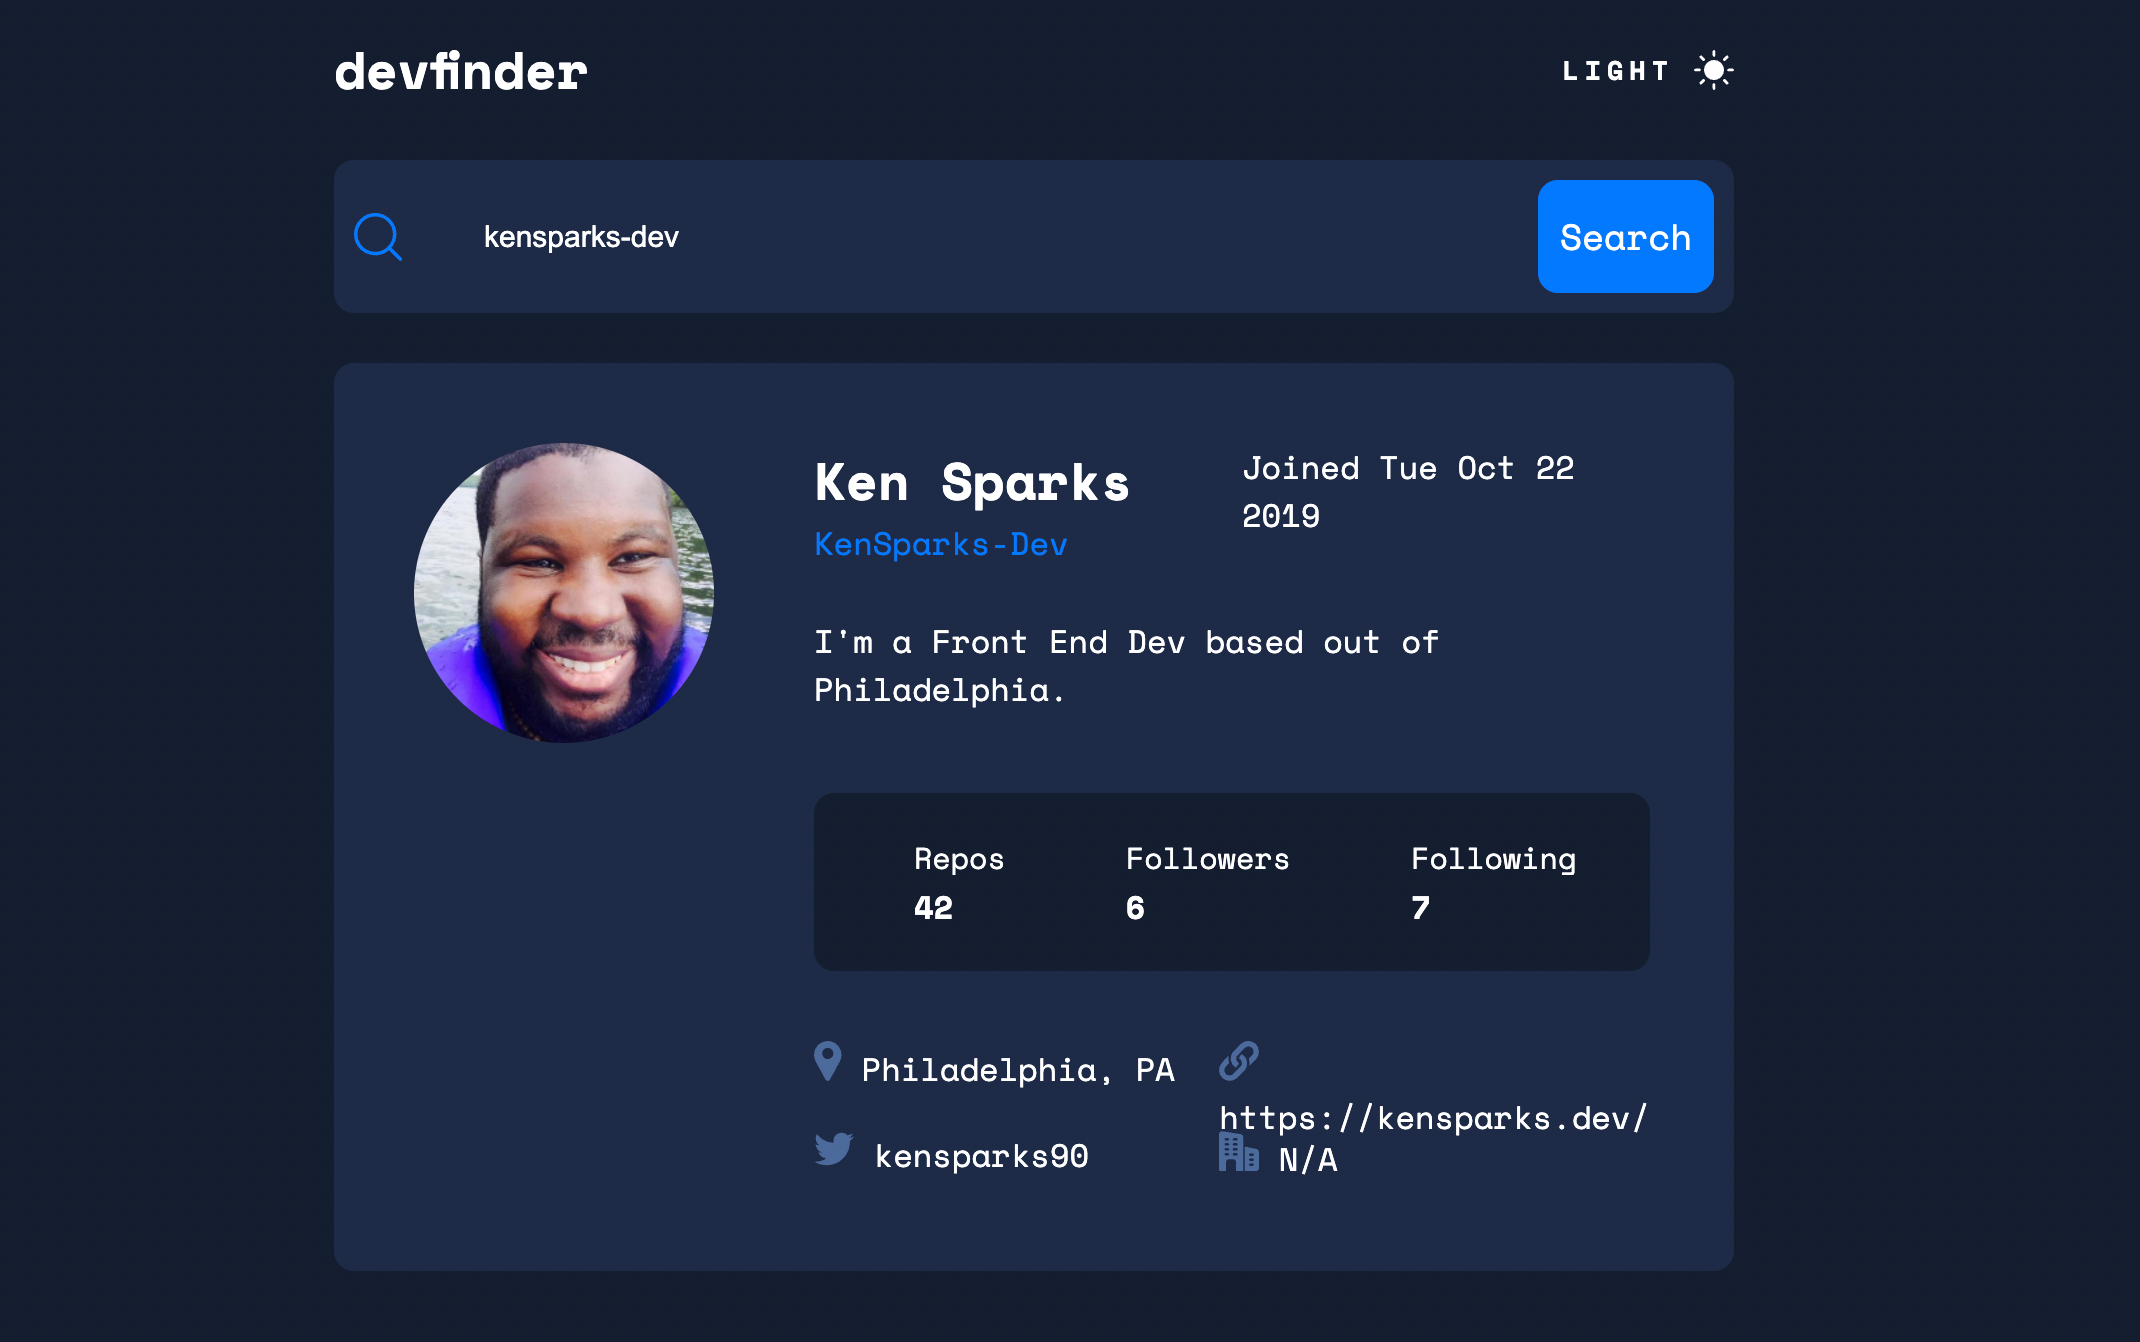 devfinder
LIGHT
kensparks-dev
Search
Ken Sparks
Joined Tue Oct 22
2019
KenSparks-Dev
I'm a Front End Dev based out of
Philadelphia.
Repos
Followers
Following
42
6
7
Philadelphia, PA
https://kensparks.dev/
kensparks90
N/A